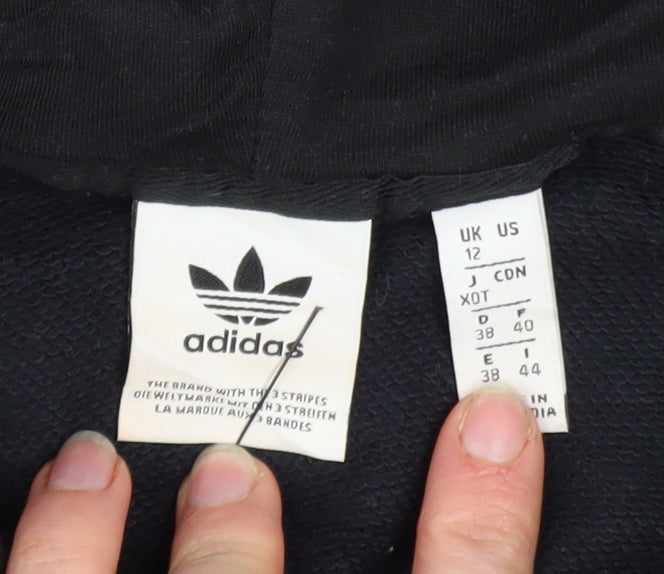 adidas
THE BRAND WITH THE 3 STRIPES
DIE WELTMARKE MIT DEN 3 STREIFEN
LA MARQUE AUX 3 BANDES
UK US
12
J CDN
XOT
D F
38 40
E I
38 44
IN